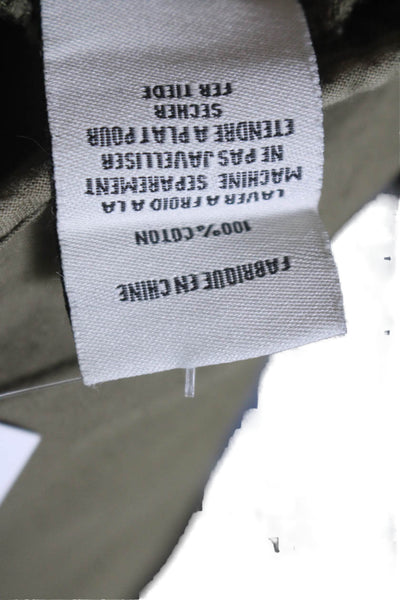 FABRIQUE EN CHINE
100% COTON
LAVER A FROID A LA
MACHINE SEPAREMENT
NE PAS JAVELLISER
ETENDRE A PLAT POUR
SECHER
FER TIEDE